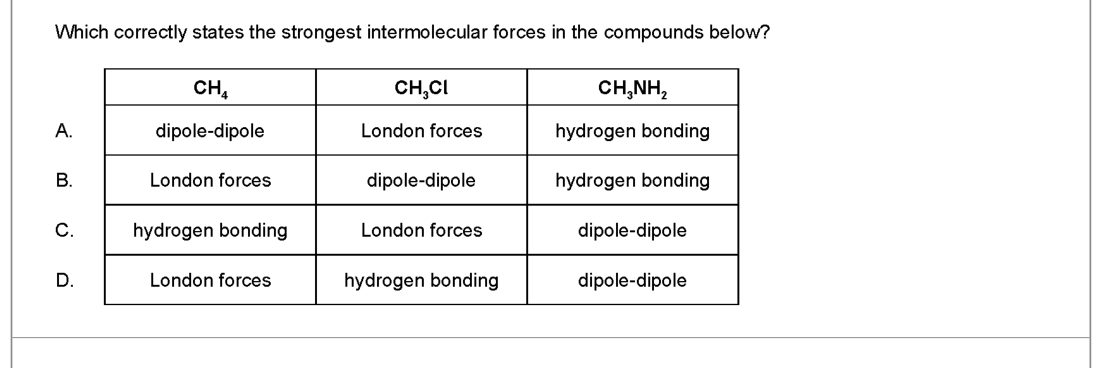 Which correctly states the strongest intermolecular forces in the compounds below?
CH₄ CH₃Cl CH₃NH₂
A. dipole-dipole London forces hydrogen bonding
B. London forces dipole-dipole hydrogen bonding
C. hydrogen bonding London forces dipole-dipole
D. London forces hydrogen bonding dipole-dipole